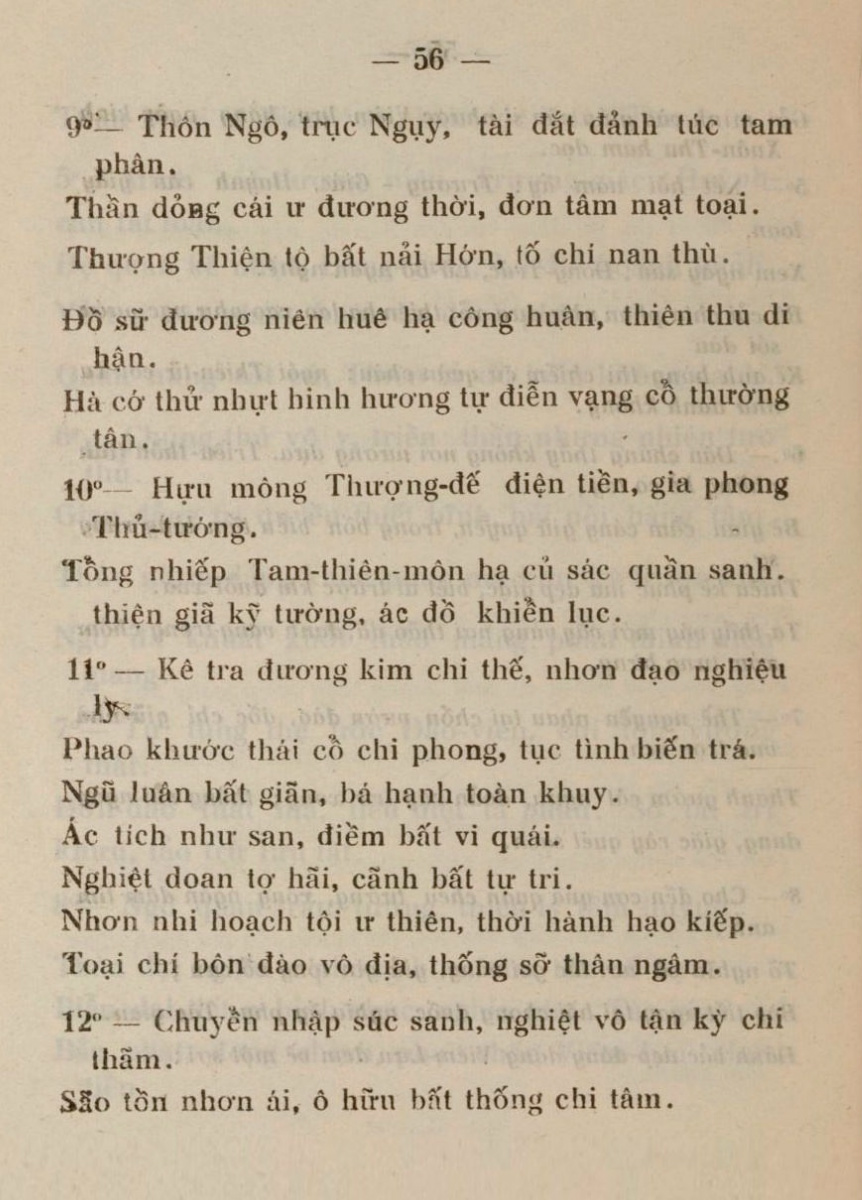 — 56 —
9º— Thôn Ngô, trục Ngụy, tài đắt đảnh túc tam
phân.
Thần dỏng cái ư đương thời, đơn tâm mạt toại.
Thượng Thiện tộ bất nải Hớn, tố chí nan thù.
Đồ sữ đương niên huê hạ công huân, thiên thu di
hận.
Hà cớ thử nhựt hinh hương tự điễn vạng cổ thường
tân.
10º— Hựu mông Thượng-đế điện tiền, gia phong
Thủ-tướng.
Tổng nhiếp Tam-thiên-môn hạ củ sác quần sanh.
thiện giã kỹ tường, ác đồ khiển lục.
11º — Kê tra đương kim chi thế, nhơn đạo nghiệu
ly.
Phao khước thái cổ chi phong, tục tình biến trá.
Ngũ luân bất giãn, bá hạnh toàn khuy.
Ác tích như san, điềm bất vi quái.
Nghiệt doan tợ hãi, cãnh bất tự tri.
Nhơn nhi hoạch tội ư thiên, thời hành hạo kiếp.
Toại chí bôn đào vô địa, thống sỡ thân ngâm.
12º — Chuyển nhập súc sanh, nghiệt vô tận kỳ chi
thẵm.
São tồn nhơn ái, ô hữu bất thống chi tâm.